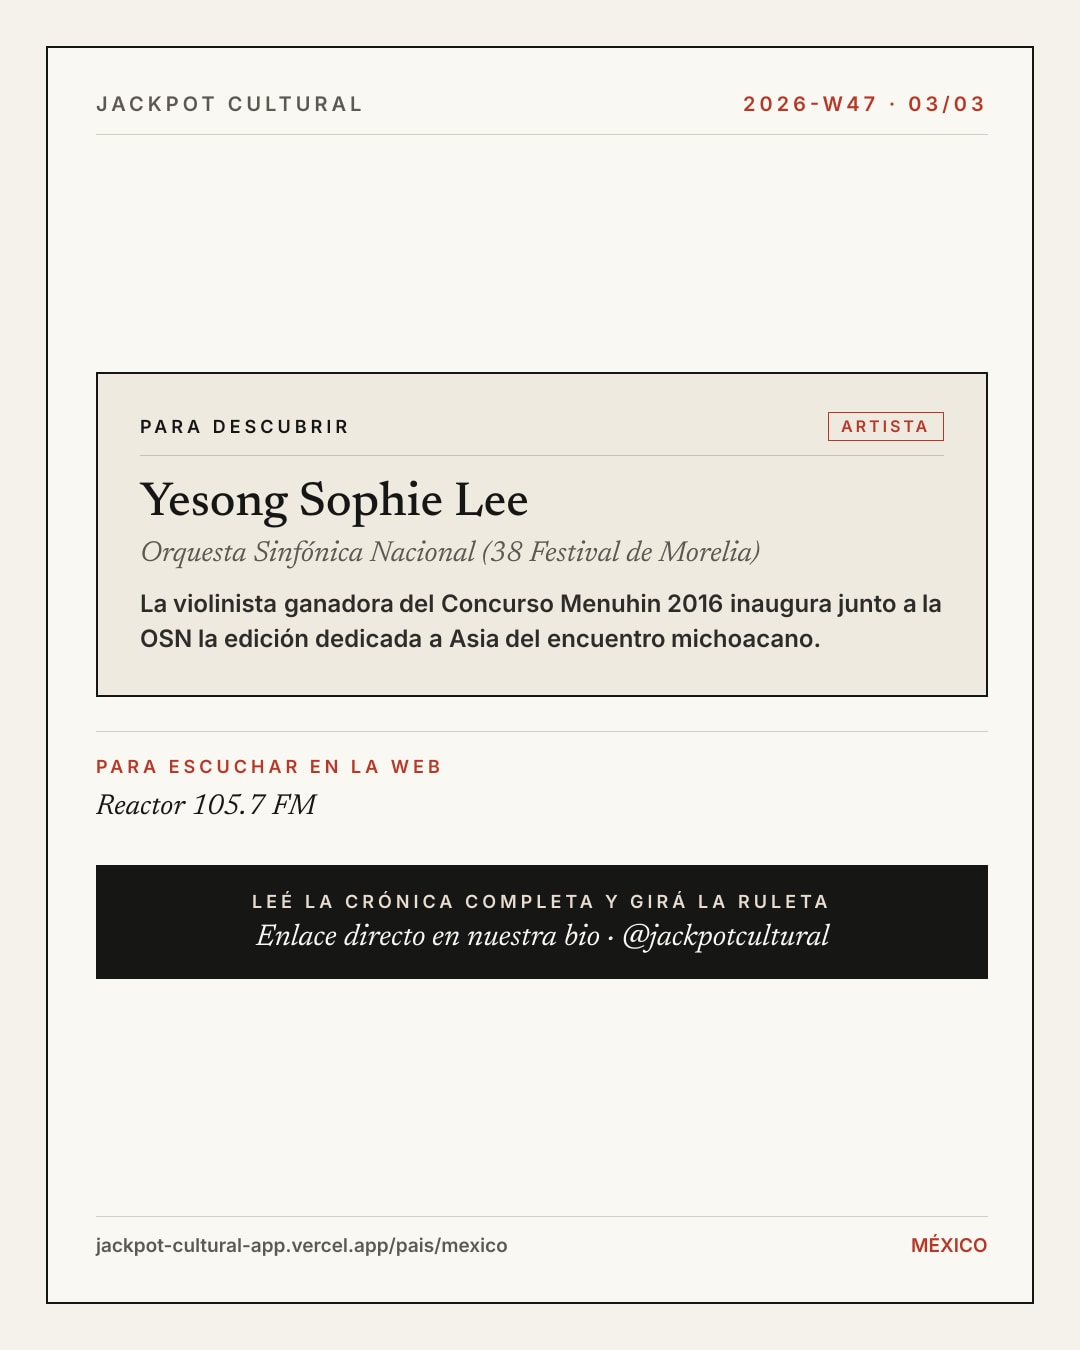 JACKPOT CULTURAL
2026-W47 · 03/03
PARA DESCUBRIR
ARTISTA
Yesong Sophie Lee
Orquesta Sinfónica Nacional (38 Festival de Morelia)
La violinista ganadora del Concurso Menuhin 2016 inaugura junto a la
OSN la edición dedicada a Asia del encuentro michoacano.
PARA ESCUCHAR EN LA WEB
Reactor 105.7 FM
LEÉ LA CRÓNICA COMPLETA Y GIRÁ LA RULETA
Enlace directo en nuestra bio · @jackpotcultural
jackpot-cultural-app.vercel.app/pais/mexico
MÉXICO